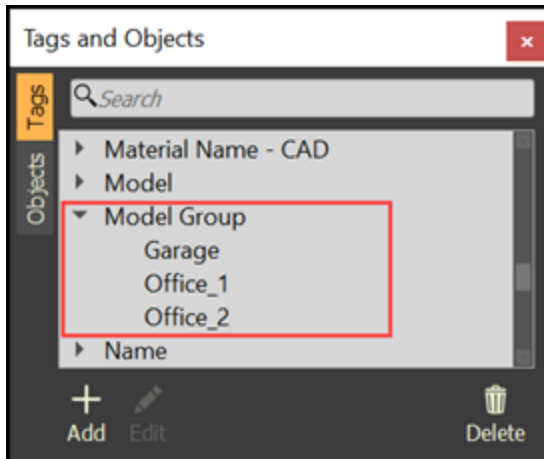 Tags and Objects
Tags
Objects
Search
Material Name - CAD
Model
Model Group
Garage
Office_1
Office_2
Name
Add
Edit
Delete